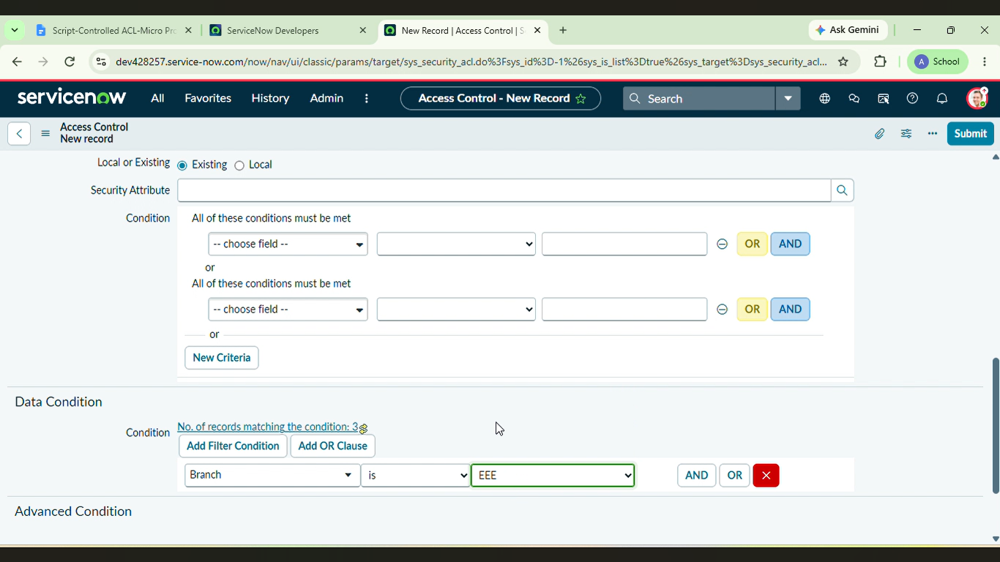 Script-Controlled ACL-Micro Pr
ServiceNow Developers
New Record | Access Control | S
Ask Gemini
dev428257.service-now.com/now/nav/ui/classic/params/target/sys_security_acl.do%3Fsys_id%3D-1%26sys_is_list%3Dtrue%26sys_target%3Dsys_security_acl...
A School
servicenow All Favorites History Admin Access Control - New Record Search
Access Control
New record
Submit
Local or Existing Existing Local
Security Attribute
Condition All of these conditions must be met
-- choose field -- OR AND
or
All of these conditions must be met
-- choose field -- OR AND
or
New Criteria
Data Condition
Condition No. of records matching the condition: 3
Add Filter Condition Add OR Clause
Branch is EEE AND OR
Advanced Condition